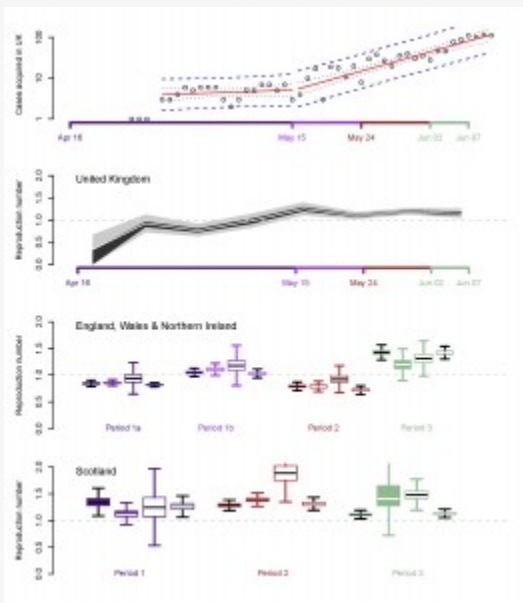 Cases acquired in UK
100
10
1
Apr 16
May 15
May 24
Jun 02
Jun 07
United Kingdom
Reproduction number
2.0
1.5
1.0
0.5
0.0
Apr 16
May 15
May 24
Jun 02
Jun 07
England, Wales & Northern Ireland
Reproduction number
2.0
1.5
1.0
0.5
0.0
Period 1a
Period 1b
Period 2
Period 3
Scotland
Reproduction number
2.0
1.5
1.0
0.5
0.0
Period 1
Period 2
Period 3